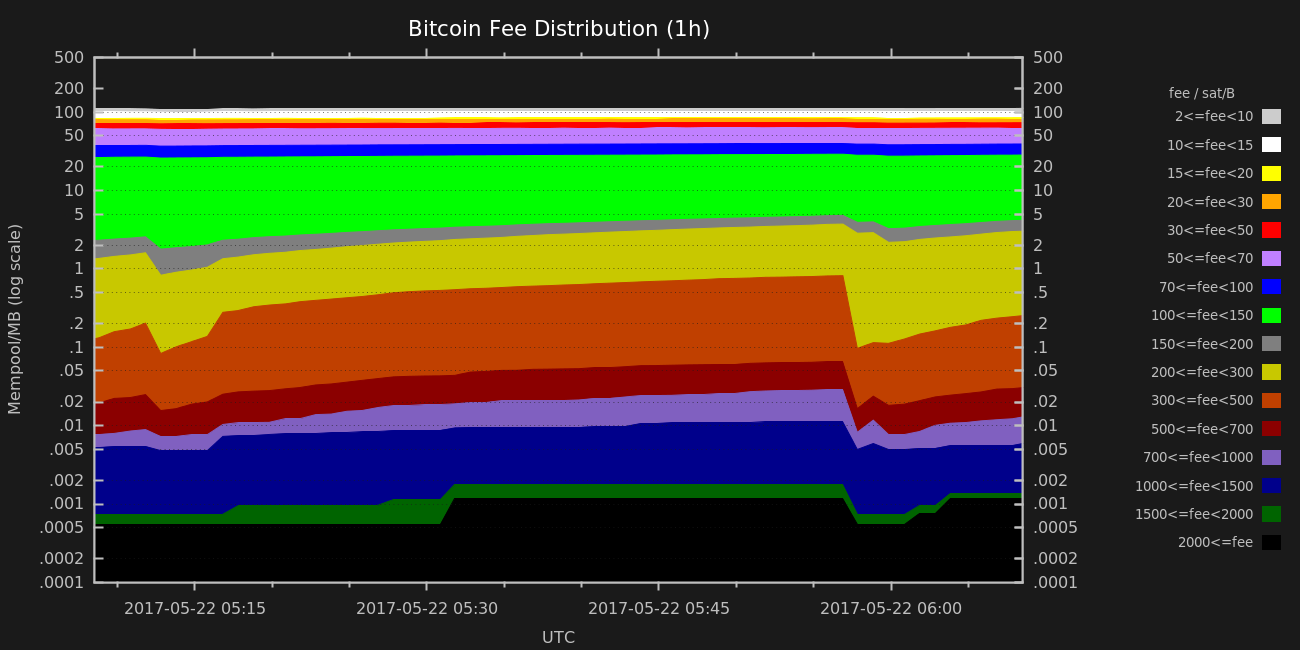 Bitcoin Fee Distribution (1h)
500
200
100
50
20
10
5
2
1
.5
.2
.1
.05
.02
.01
.005
.002
.001
.0005
.0002
.0001
Mempool/MB (log scale)
500
200
100
50
20
10
5
2
1
.5
.2
.1
.05
.02
.01
.005
.002
.001
.0005
.0002
.0001
2017-05-22 05:15
2017-05-22 05:30
2017-05-22 05:45
2017-05-22 06:00
UTC
fee / sat/B
2<=fee<10
10<=fee<15
15<=fee<20
20<=fee<30
30<=fee<50
50<=fee<70
70<=fee<100
100<=fee<150
150<=fee<200
200<=fee<300
300<=fee<500
500<=fee<700
700<=fee<1000
1000<=fee<1500
1500<=fee<2000
2000<=fee